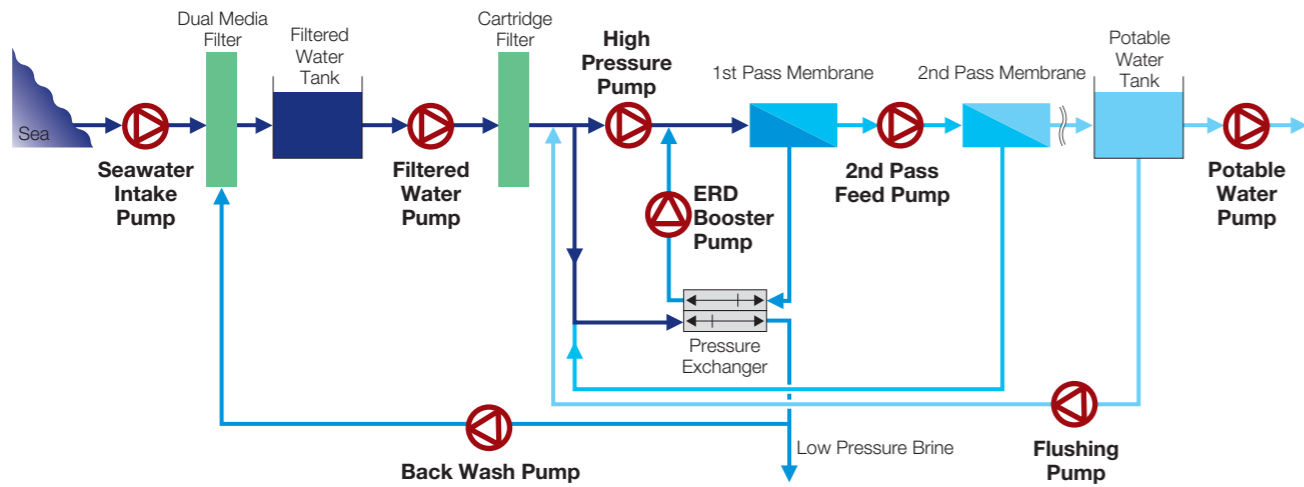 Dual Media
Filter
Filtered
Water
Tank
Cartridge
Filter
High
Pressure
Pump
1st Pass Membrane
2nd Pass Membrane
Potable
Water
Tank
Sea
Seawater
Intake
Pump
Filtered
Water
Pump
ERD
Booster
Pump
2nd Pass
Feed Pump
Potable
Water
Pump
Pressure
Exchanger
Back Wash Pump
Low Pressure Brine
Flushing
Pump